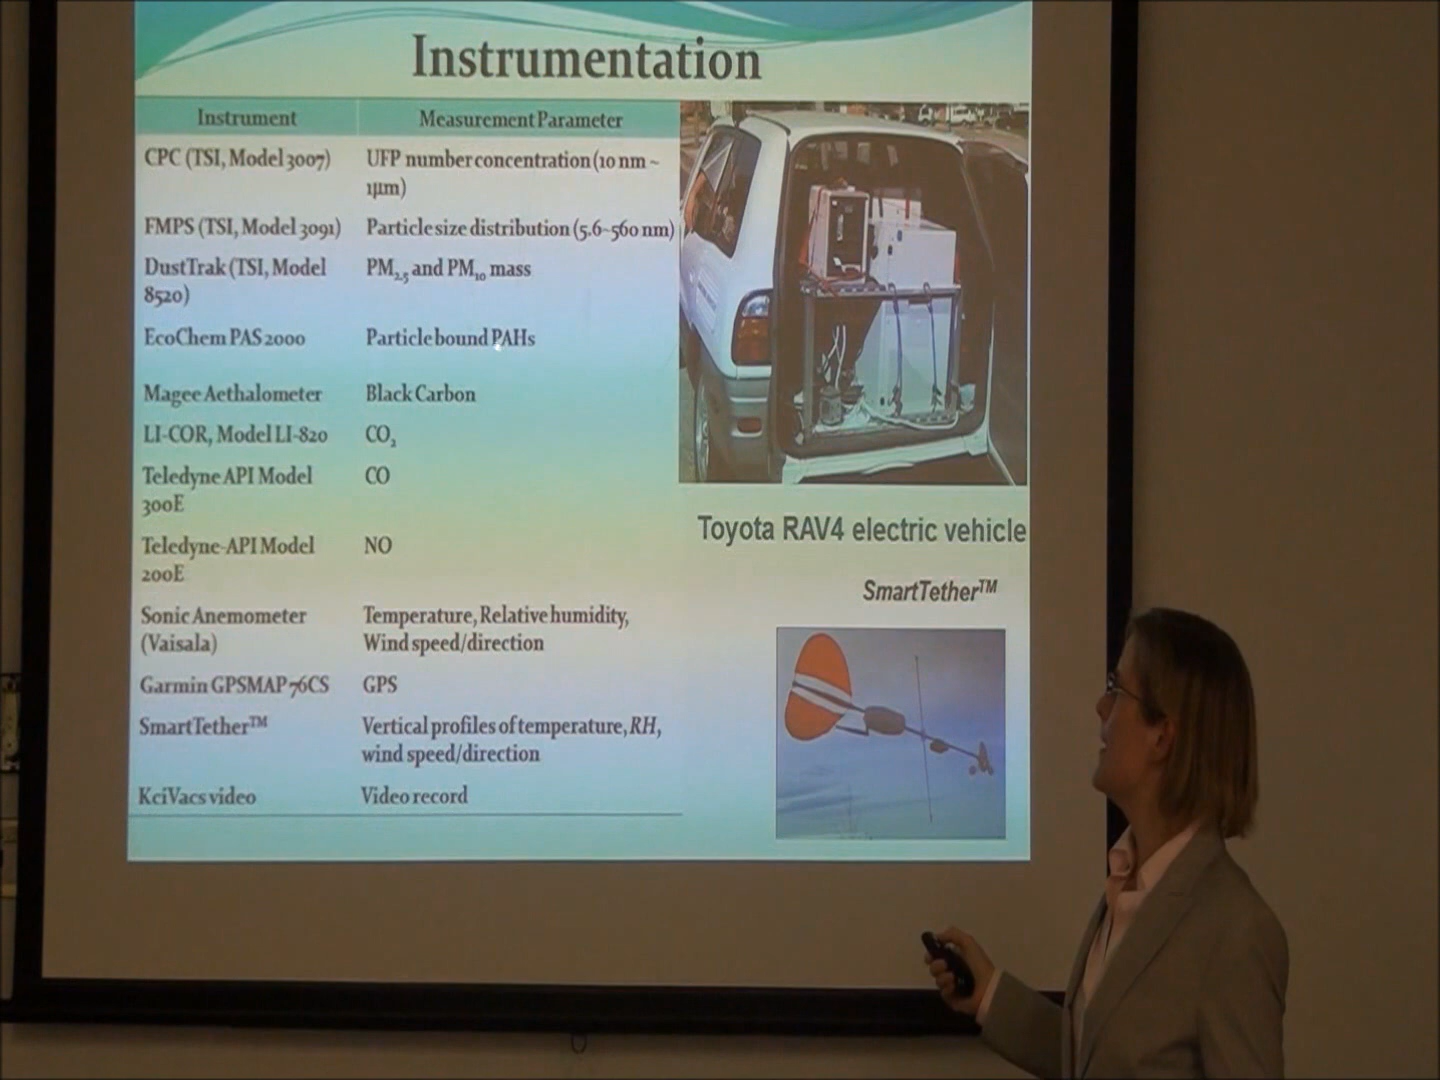 Instrumentation
Instrument Measurement Parameter
CPC (TSI, Model 3007) UFP number concentration (10 nm ~
1μm)
FMPS (TSI, Model 3091) Particle size distribution (5.6~560 nm)
DustTrak (TSI, Model PM2.5 and PM10 mass
8520)
EcoChem PAS 2000 Particle bound PAHs
Magee Aethalometer Black Carbon
LI-COR, Model LI-820 CO2
Teledyne API Model CO
300E
Teledyne-API Model NO
200E
Sonic Anemometer Temperature, Relative humidity,
(Vaisala) Wind speed/direction
Garmin GPSMAP 76CS GPS
SmartTether™ Vertical profiles of temperature, RH,
wind speed/direction
KciVacs video Video record
Toyota RAV4 electric vehicle
SmartTether™